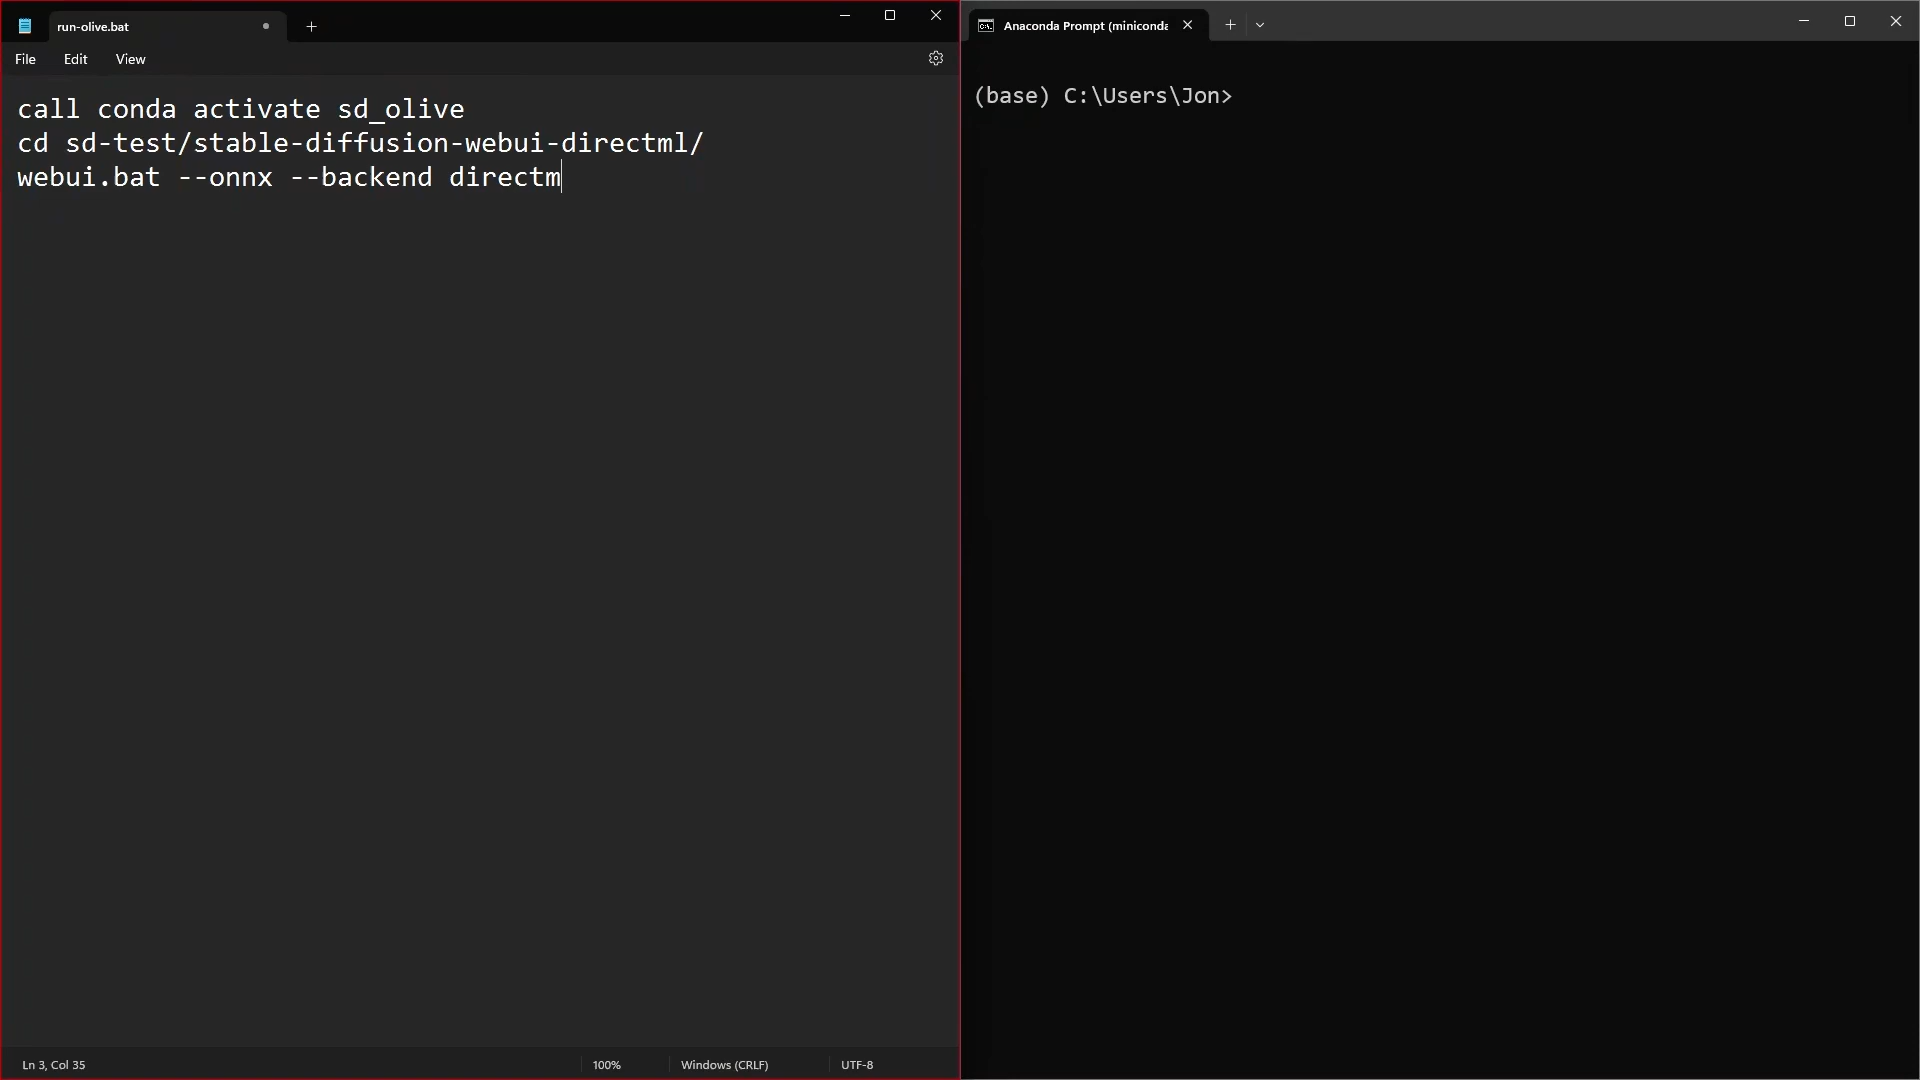 run-olive.bat
File Edit View
call conda activate sd_olive
cd sd-test/stable-diffusion-webui-directml/
webui.bat --onnx --backend directm
Ln 3, Col 35 100% Windows (CRLF) UTF-8
Anaconda Prompt (miniconda
(base) C:\Users\Jon>